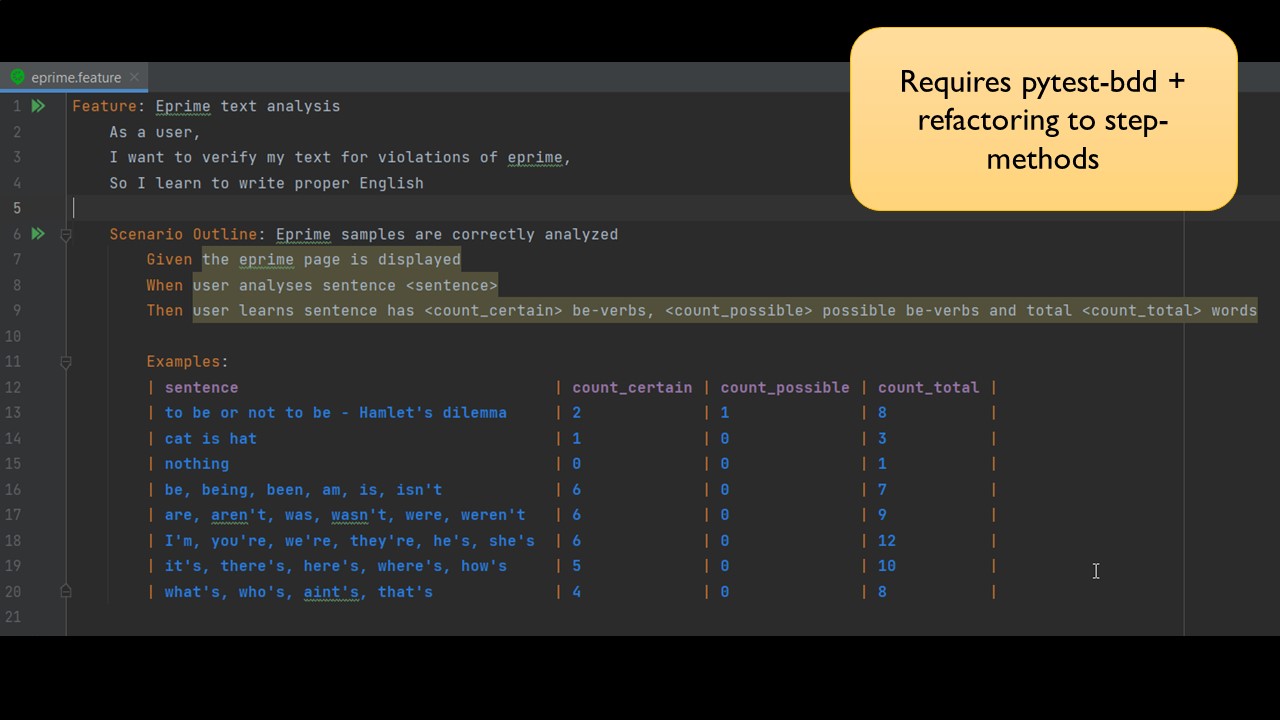 Requires pytest-bdd +
refactoring to step-
methods
eprime.feature
1 Feature: Eprime text analysis
2 As a user,
3 I want to verify my text for violations of eprime,
4 So I learn to write proper English
5
6 Scenario Outline: Eprime samples are correctly analyzed
7 Given the eprime page is displayed
8 When user analyses sentence <sentence>
9 Then user learns sentence has <count_certain> be-verbs, <count_possible> possible be-verbs and total <count_total> words
10
11 Examples:
12 | sentence | count_certain | count_possible | count_total |
13 | to be or not to be - Hamlet's dilemma | 2 | 1 | 8 |
14 | cat is hat | 1 | 0 | 3 |
15 | nothing | 0 | 0 | 1 |
16 | be, being, been, am, is, isn't | 6 | 0 | 7 |
17 | are, aren't, was, wasn't, were, weren't | 6 | 0 | 9 |
18 | I'm, you're, we're, they're, he's, she's | 6 | 0 | 12 |
19 | it's, there's, here's, where's, how's | 5 | 0 | 10 |
20 | what's, who's, aint's, that's | 4 | 0 | 8 |
21